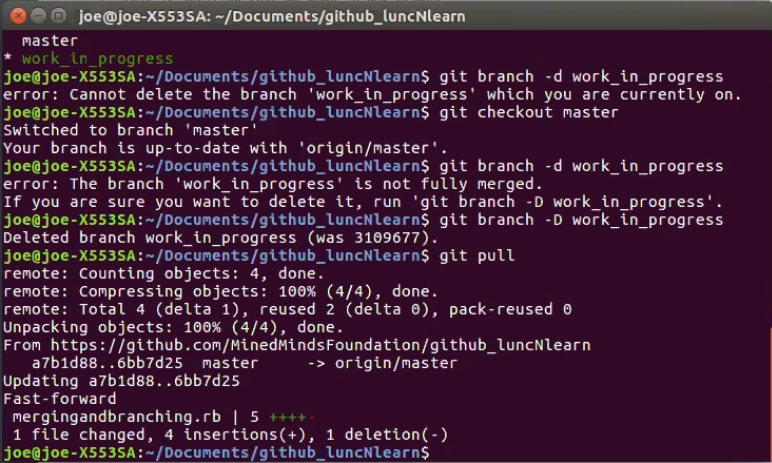 joe@joe-X553SA: ~/Documents/github_luncNlearn
master
* work_in_progress
joe@joe-X553SA:~/Documents/github_luncNlearn$ git branch -d work_in_progress
error: Cannot delete the branch 'work_in_progress' which you are currently on.
joe@joe-X553SA:~/Documents/github_luncNlearn$ git checkout master
Switched to branch 'master'
Your branch is up-to-date with 'origin/master'.
joe@joe-X553SA:~/Documents/github_luncNlearn$ git branch -d work_in_progress
error: The branch 'work_in_progress' is not fully merged.
If you are sure you want to delete it, run 'git branch -D work_in_progress'.
joe@joe-X553SA:~/Documents/github_luncNlearn$ git branch -D work_in_progress
Deleted branch work_in_progress (was 3109677).
joe@joe-X553SA:~/Documents/github_luncNlearn$ git pull
remote: Counting objects: 4, done.
remote: Compressing objects: 100% (4/4), done.
remote: Total 4 (delta 1), reused 2 (delta 0), pack-reused 0
Unpacking objects: 100% (4/4), done.
From https://github.com/MinedMindsFoundation/github_luncNlearn
a7b1d88..6bb7d25  master     -> origin/master
Updating a7b1d88..6bb7d25
Fast-forward
mergingandbranching.rb | 5 ++++-
1 file changed, 4 insertions(+), 1 deletion(-)
joe@joe-X553SA:~/Documents/github_luncNlearn$